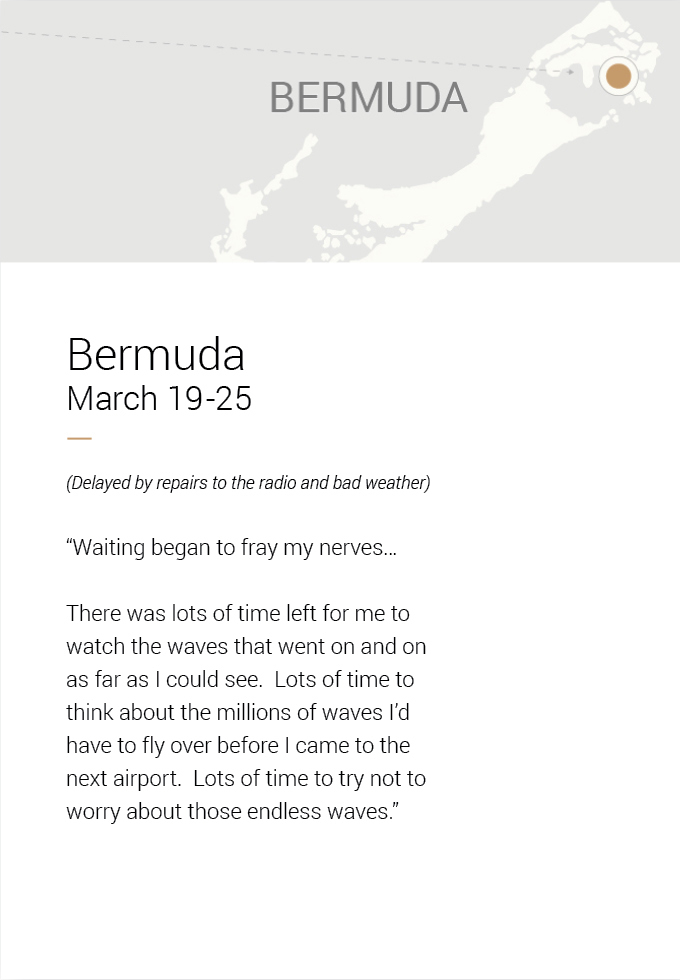 BERMUDA
Bermuda
March 19-25
(Delayed by repairs to the radio and bad weather)
“Waiting began to fray my nerves...
There was lots of time left for me to
watch the waves that went on and on
as far as I could see.  Lots of time to
think about the millions of waves I’d
have to fly over before I came to the
next airport.  Lots of time to try not to
worry about those endless waves.”